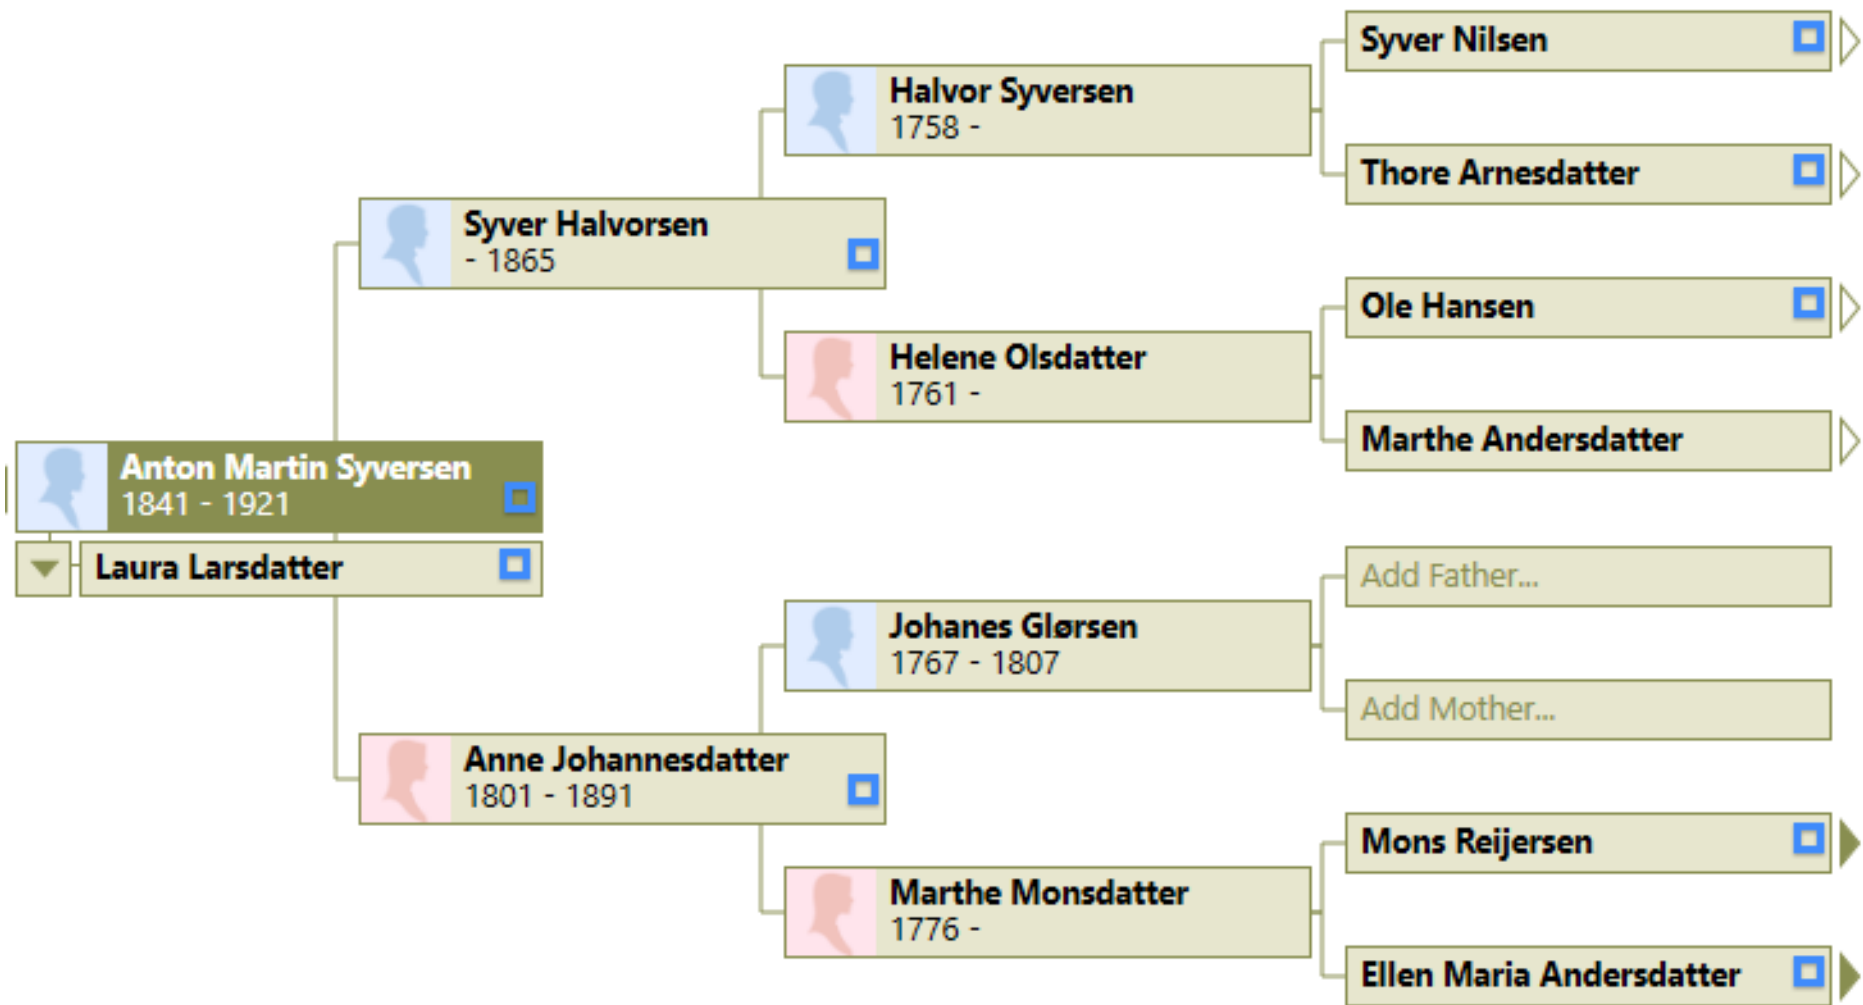 Syver Nilsen
Halvor Syversen
1758 -
Thore Arnesdatter
Syver Halvorsen
- 1865
Ole Hansen
Helene Olsdatter
1761 -
Marthe Andersdatter
Anton Martin Syversen
1841 - 1921
Laura Larsdatter
Add Father...
Johanes Glørsen
1767 - 1807
Add Mother...
Anne Johannesdatter
1801 - 1891
Mons Reijersen
Marthe Monsdatter
1776 -
Ellen Maria Andersdatter